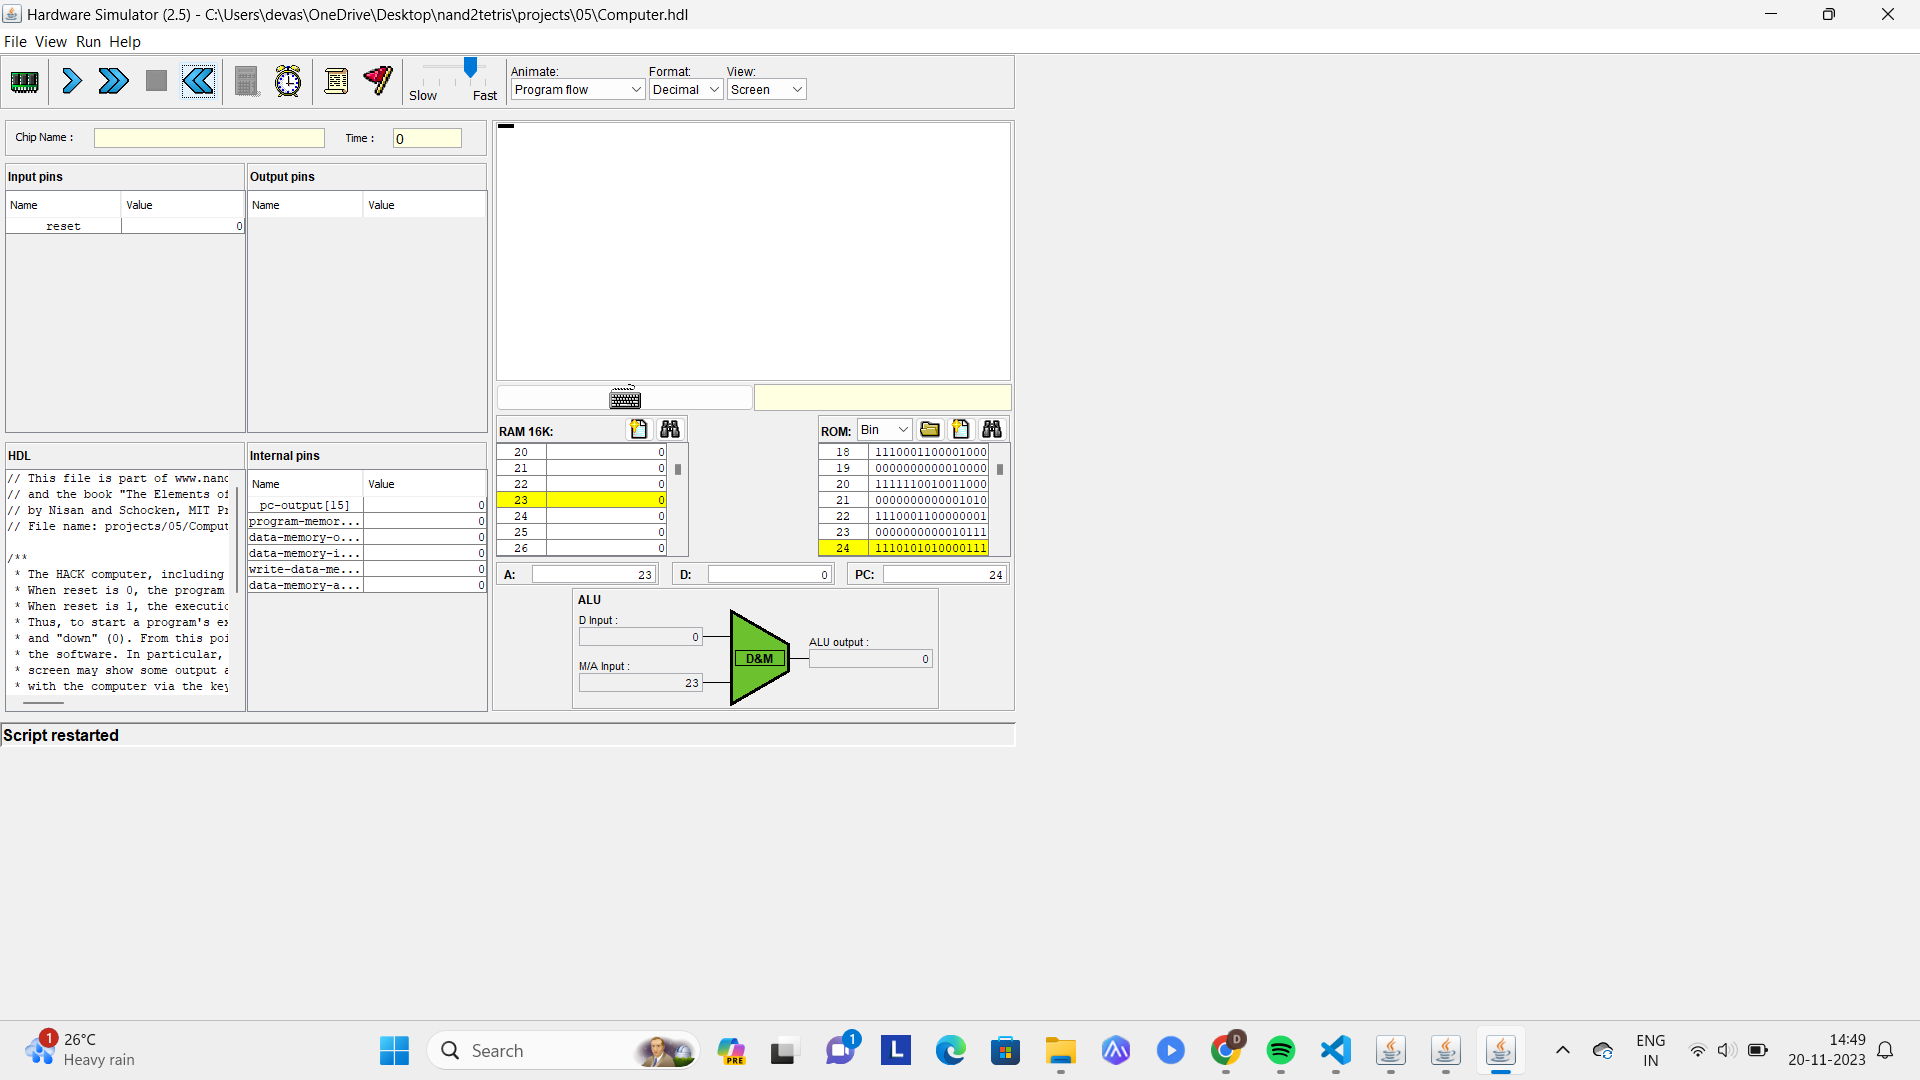 Hardware Simulator (2.5) - C:\Users\devas\OneDrive\Desktop\nand2tetris\projects\05\Computer.hdl
File View Run Help
Slow Fast
Animate: Format: View:
Program flow Decimal Screen
Chip Name : Time : 0
Input pins
Name Value
reset 0
Output pins
Name Value
HDL
// This file is part of www.nand
// and the book "The Elements of
// by Nisan and Schocken, MIT Pr
// File name: projects/05/Comput
/**
* The HACK computer, including
* When reset is 0, the program
* When reset is 1, the executio
* Thus, to start a program's ex
* and "down" (0). From this poi
* the software. In particular,
* screen may show some output a
* with the computer via the key
Internal pins
Name Value
pc-output[15] 0
program-memor... 0
data-memory-o... 0
data-memory-i... 0
write-data-me... 0
data-memory-a... 0
RAM 16K:
20 0
21 0
22 0
23 0
24 0
25 0
26 0
ROM: Bin
18 1110001100001000
19 0000000000010000
20 1111110010011000
21 0000000000001010
22 1110001100000001
23 0000000000010111
24 1110101010000111
A: 23 D: 0 PC: 24
ALU
D Input :
0
M/A Input :
23
D&M
ALU output :
0
Script restarted
1
26°C
Heavy rain
Search
PRE
1
L
D
ENG
IN
14:49
20-11-2023